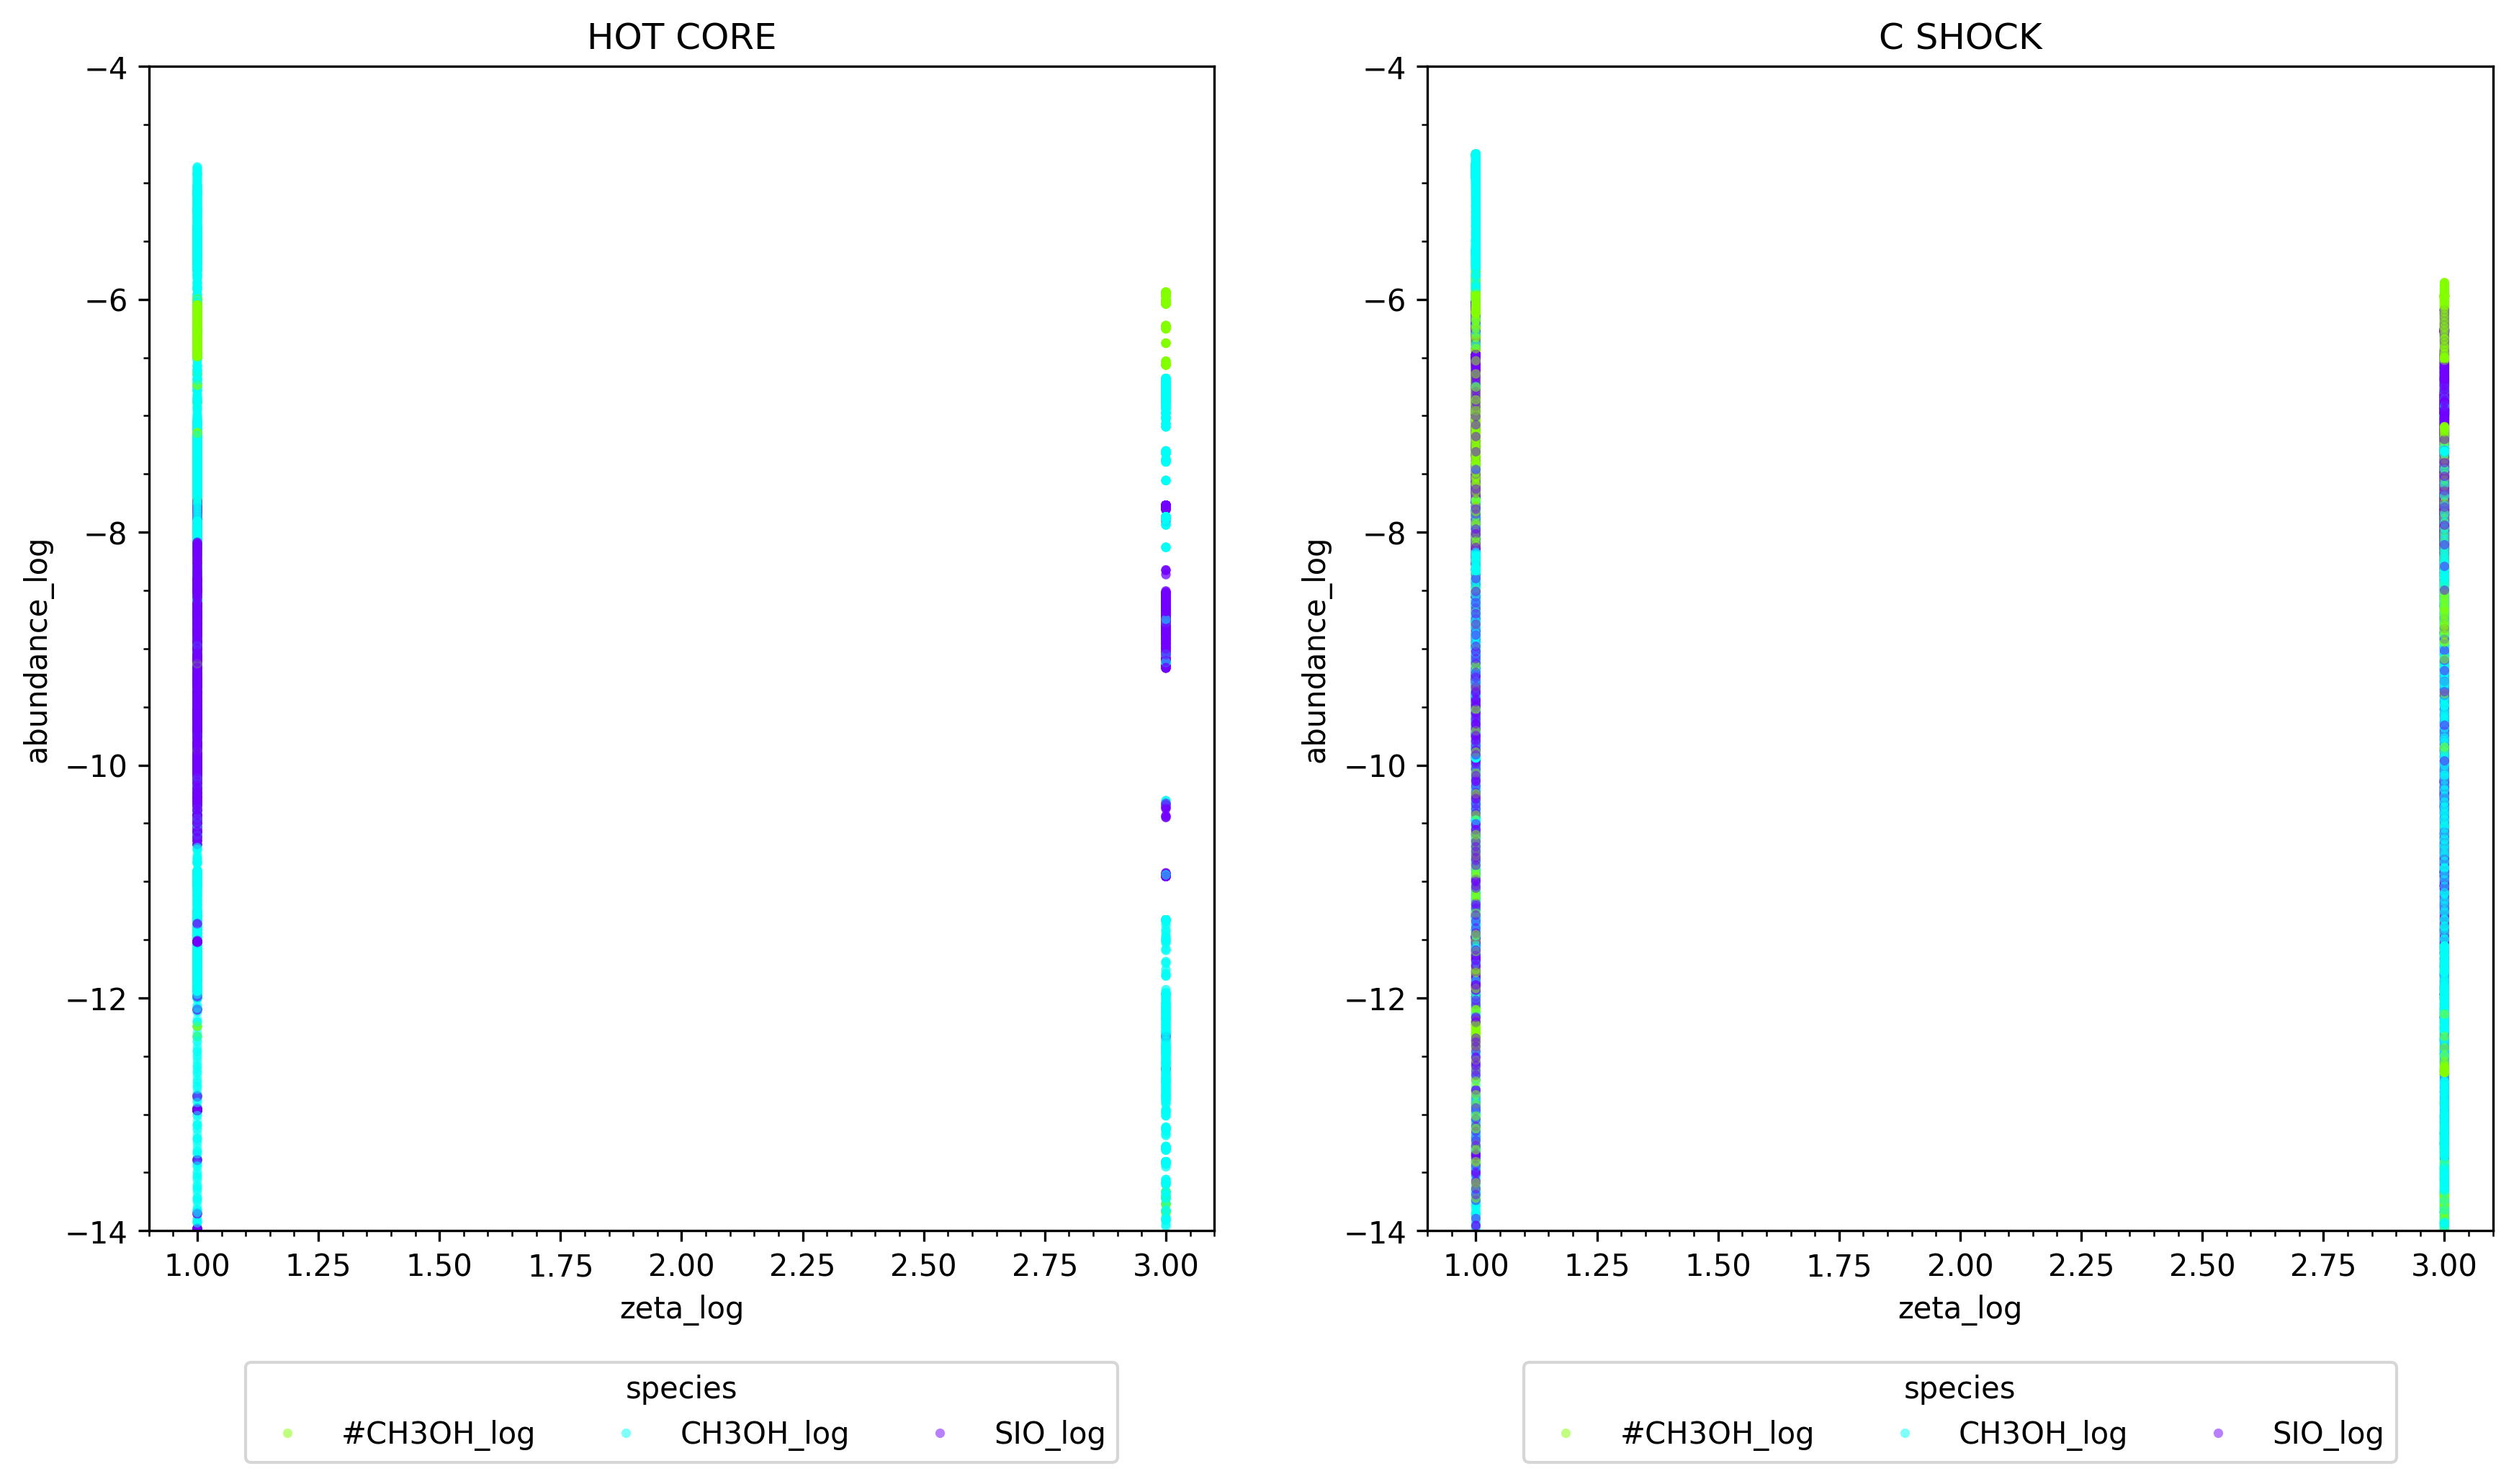 HOT CORE
C SHOCK
−4
−6
−8
−10
−12
−14
abundance_log
1.00 1.25 1.50 1.75 2.00 2.25 2.50 2.75 3.00
zeta_log
species
#CH3OH_log CH3OH_log SIO_log
−4
−6
−8
−10
−12
−14
abundance_log
1.00 1.25 1.50 1.75 2.00 2.25 2.50 2.75 3.00
zeta_log
species
#CH3OH_log CH3OH_log SIO_log